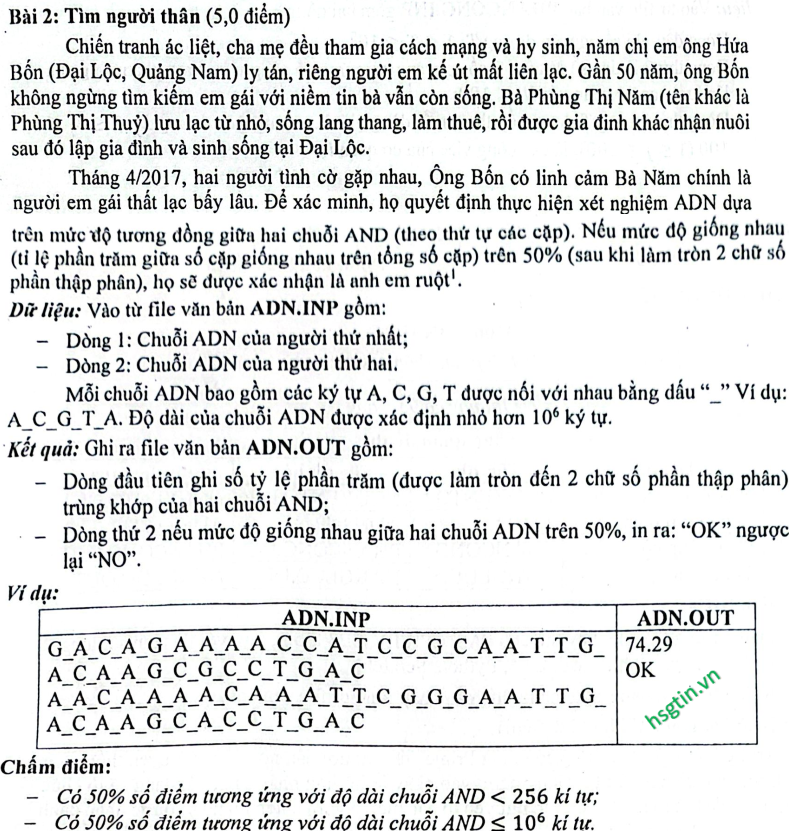 Bài 2: Tìm người thân (5,0 điểm)
Chiến tranh ác liệt, cha mẹ đều tham gia cách mạng và hy sinh, năm chị em ông Hứa
Bốn (Đại Lộc, Quảng Nam) ly tán, riêng người em kế út mất liên lạc. Gần 50 năm, ông Bốn
không ngừng tìm kiếm em gái với niềm tin bà vẫn còn sống. Bà Phùng Thị Năm (tên khác là
Phùng Thị Thuỷ) lưu lạc từ nhỏ, sống lang thang, làm thuê, rồi được gia đình khác nhận nuôi
sau đó lập gia đình và sinh sống tại Đại Lộc.
Tháng 4/2017, hai người tình cờ gặp nhau, Ông Bốn có linh cảm Bà Năm chính là
người em gái thất lạc bấy lâu. Để xác minh, họ quyết định thực hiện xét nghiệm ADN dựa
trên mức độ tương đồng giữa hai chuỗi AND (theo thứ tự các cặp). Nếu mức độ giống nhau
(tỉ lệ phần trăm giữa số cặp giống nhau trên tổng số cặp) trên 50% (sau khi làm tròn 2 chữ số
phần thập phân), họ sẽ được xác nhận là anh em ruột¹.
Dữ liệu: Vào từ file văn bản ADN.INP gồm:
– Dòng 1: Chuỗi ADN của người thứ nhất;
– Dòng 2: Chuỗi ADN của người thứ hai.
Mỗi chuỗi ADN bao gồm các ký tự A, C, G, T được nối với nhau bằng dấu “_” Ví dụ:
A_C_G_T_A. Độ dài của chuỗi ADN được xác định nhỏ hơn 10⁶ ký tự.
Kết quả: Ghi ra file văn bản ADN.OUT gồm:
– Dòng đầu tiên ghi số tỷ lệ phần trăm (được làm tròn đến 2 chữ số phần thập phân)
trùng khớp của hai chuỗi AND;
– Dòng thứ 2 nếu mức độ giống nhau giữa hai chuỗi ADN trên 50%, in ra: “OK” ngược
lại “NO”.
Ví dụ:
ADN.INP ADN.OUT
G_A_C_A_G_A_A_A_A_C_C_A_T_C_C_G_C_A_A_T_T_G_ 74.29
A_C_A_A_G_C_G_C_C_T_G_A_C OK
A_A_C_A_A_A_A_C_A_A_A_T_T_C_G_G_G_A_A_T_T_G_
A_C_A_A_G_C_A_C_C_T_G_A_C
hsgtin.vn
Chấm điểm:
– Có 50% số điểm tương ứng với độ dài chuỗi AND < 256 kí tự;
– Có 50% số điểm tương ứng với độ dài chuỗi AND ≤ 10⁶ kí tự.